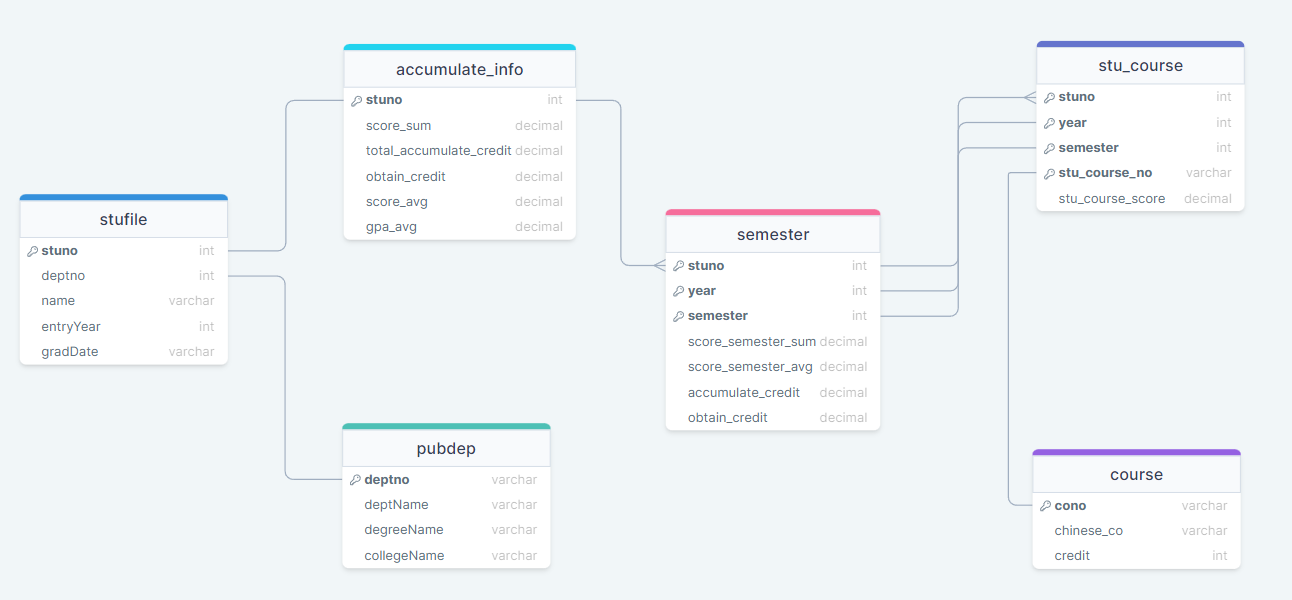 accumulate_info
stuno int
score_sum decimal
total_accumulate_credit decimal
obtain_credit decimal
score_avg decimal
gpa_avg decimal
stu_course
stuno int
year int
semester int
stu_course_no varchar
stu_course_score decimal
stufile
stuno int
deptno int
name varchar
entryYear int
gradDate varchar
semester
stuno int
year int
semester int
score_semester_sum decimal
score_semester_avg decimal
accumulate_credit decimal
obtain_credit decimal
pubdep
deptno varchar
deptName varchar
degreeName varchar
collegeName varchar
course
cono varchar
chinese_co varchar
credit int